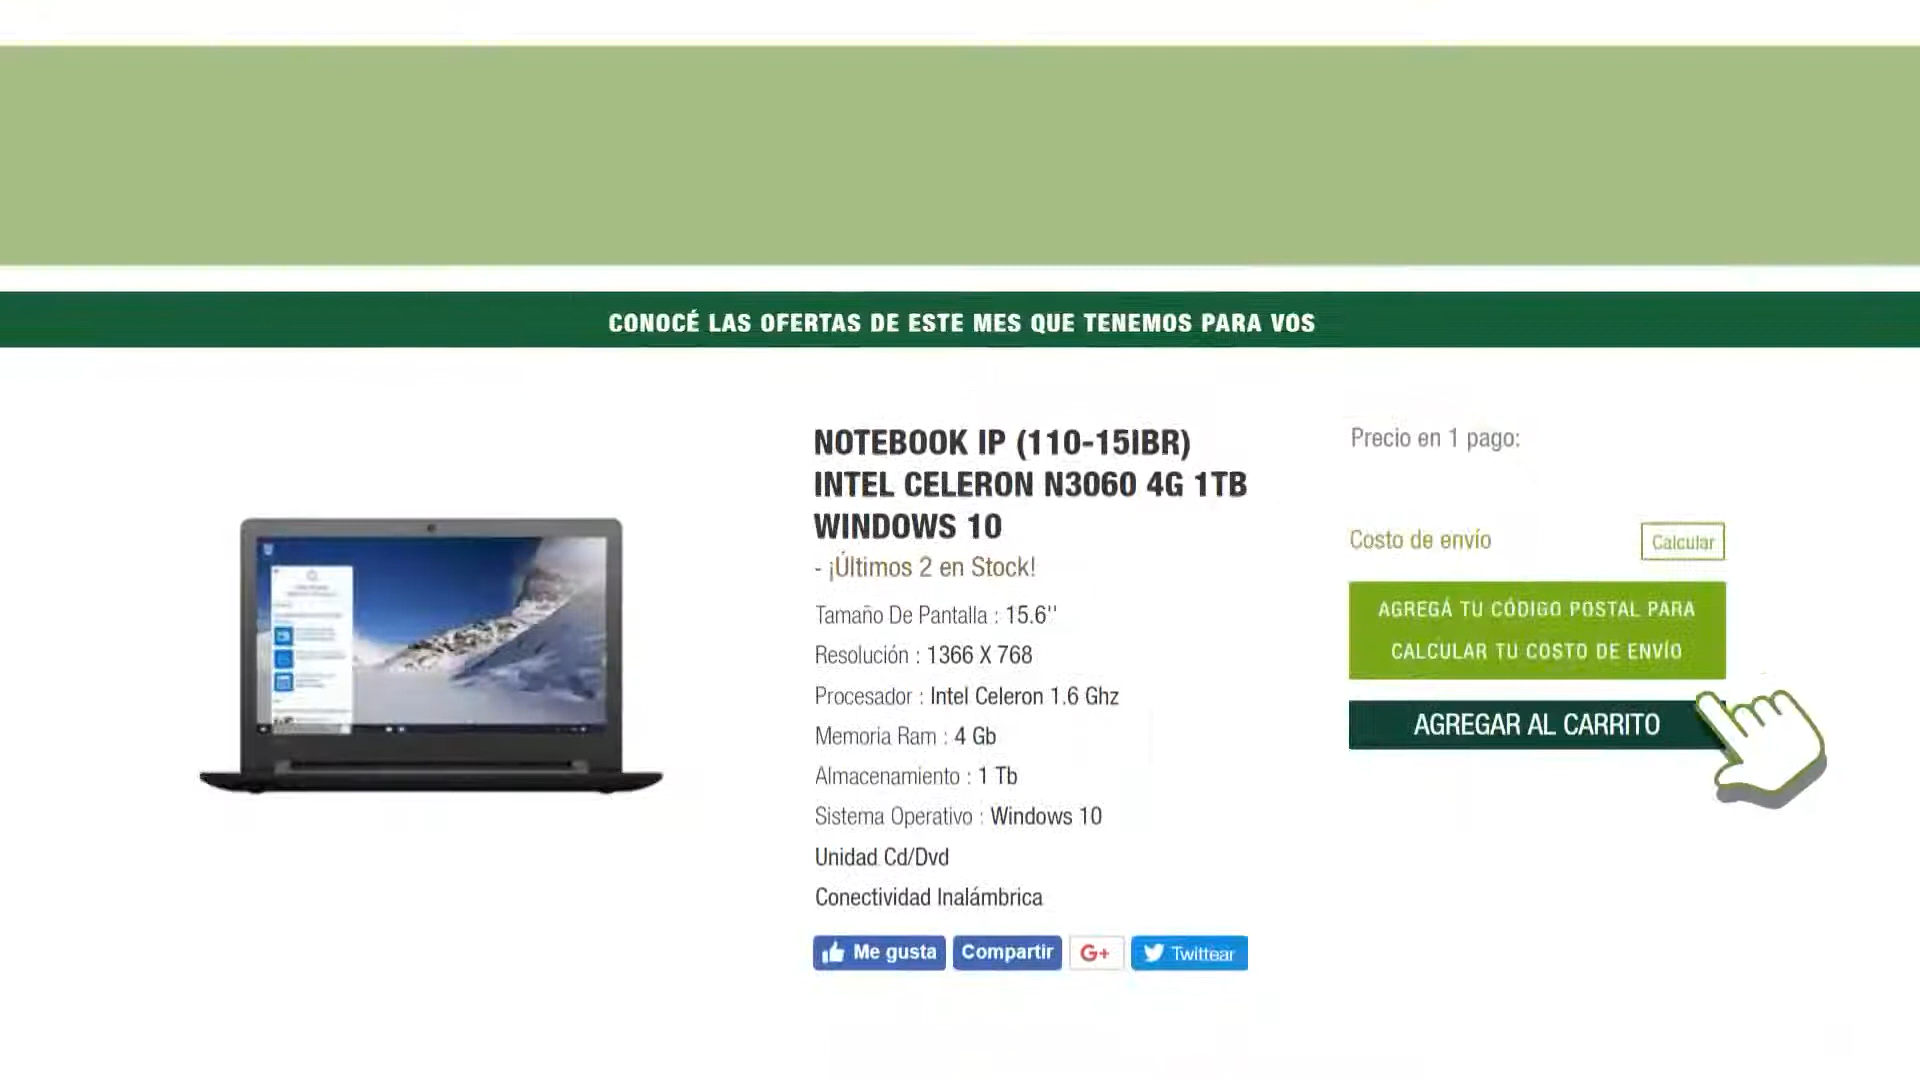 CONOCÉ LAS OFERTAS DE ESTE MES QUE TENEMOS PARA VOS
NOTEBOOK IP (110-15IBR)
INTEL CELERON N3060 4G 1TB
WINDOWS 10
- ¡Últimos 2 en Stock!
Tamaño De Pantalla : 15.6''
Resolución : 1366 X 768
Procesador : Intel Celeron 1.6 Ghz
Memoria Ram : 4 Gb
Almacenamiento : 1 Tb
Sistema Operativo : Windows 10
Unidad Cd/Dvd
Conectividad Inalámbrica
Me gusta Compartir G+ Twittear
Precio en 1 pago:
Costo de envío Calcular
AGREGÁ TU CÓDIGO POSTAL PARA
CALCULAR TU COSTO DE ENVÍO
AGREGAR AL CARRITO